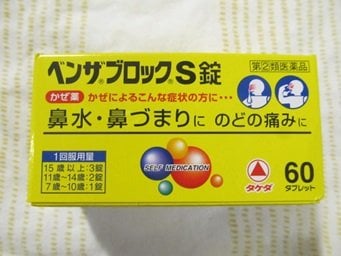 ベンザブロックS錠
指定②類医薬品
かぜ薬 かぜによるこんな症状の方に…
鼻水・鼻づまりに のどの痛みに
1回服用量
15歳以上:3錠
11歳〜14歳:2錠
7歳〜10歳:1錠
SELF MEDICATION
タケダ
60
タブレット